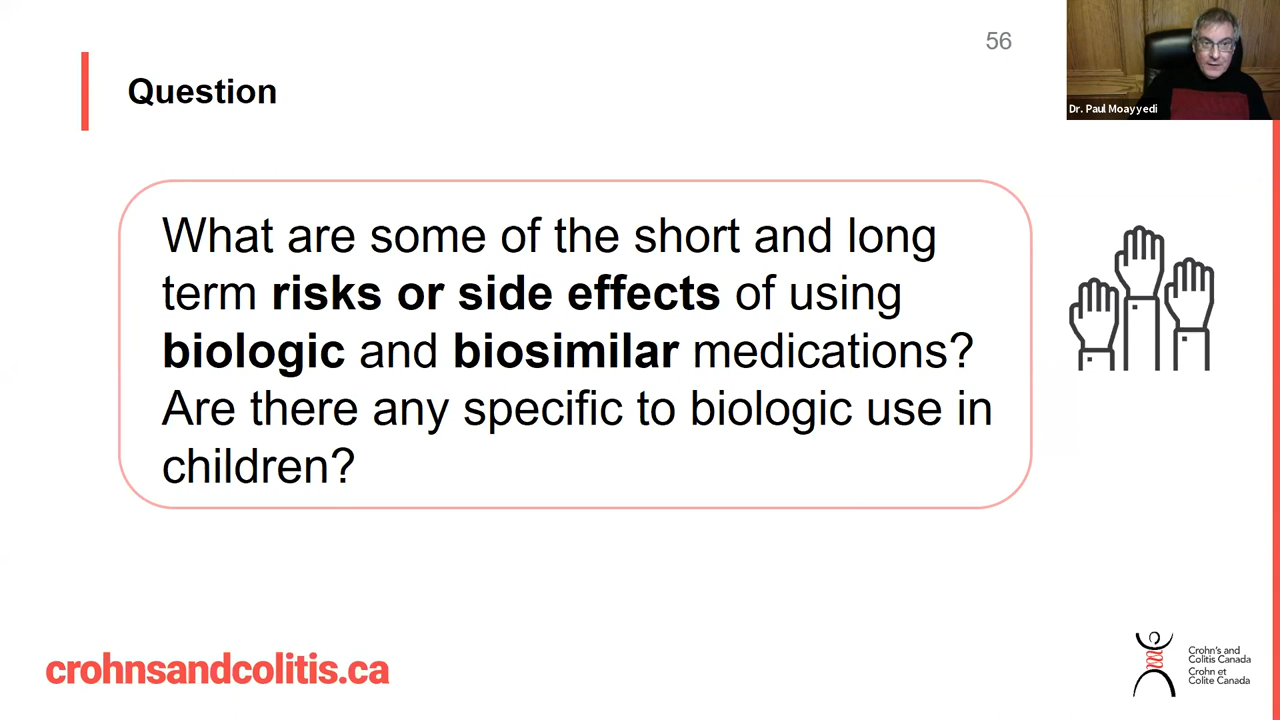 56
Question
Dr. Paul Moayyedi
What are some of the short and long
term risks or side effects of using
biologic and biosimilar medications?
Are there any specific to biologic use in
children?
crohnsandcolitis.ca
Crohn's and
Colitis Canada
Crohn et
Colite Canada